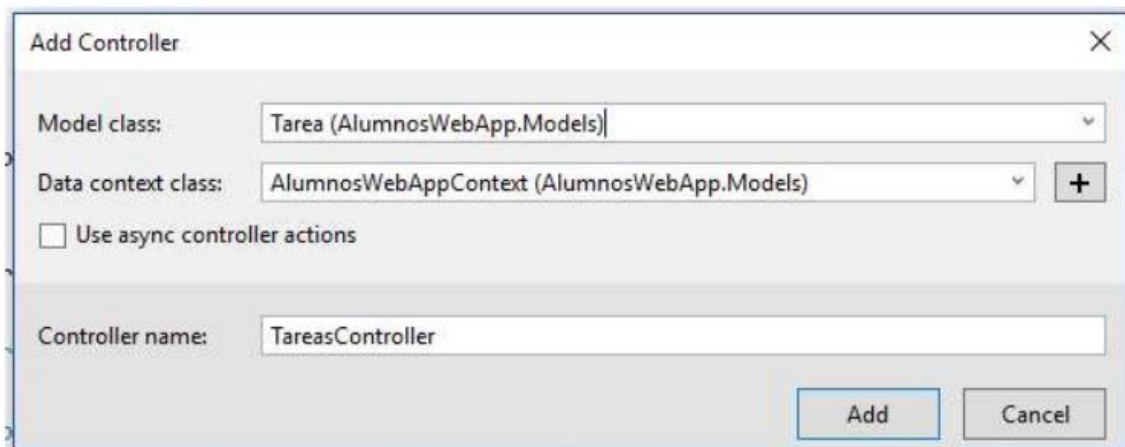 Add Controller
Model class: Tarea (AlumnosWebApp.Models)
Data context class: AlumnosWebAppContext (AlumnosWebApp.Models) +
Use async controller actions
Controller name: TareasController
Add Cancel